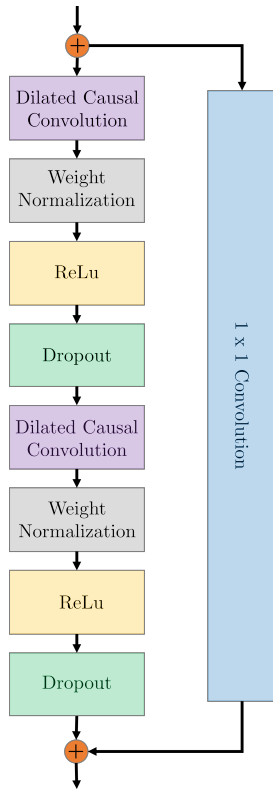 +
Dilated Causal
Convolution
Weight
Normalization
ReLu
Dropout
Dilated Causal
Convolution
Weight
Normalization
ReLu
Dropout
+
1 x 1 Convolution